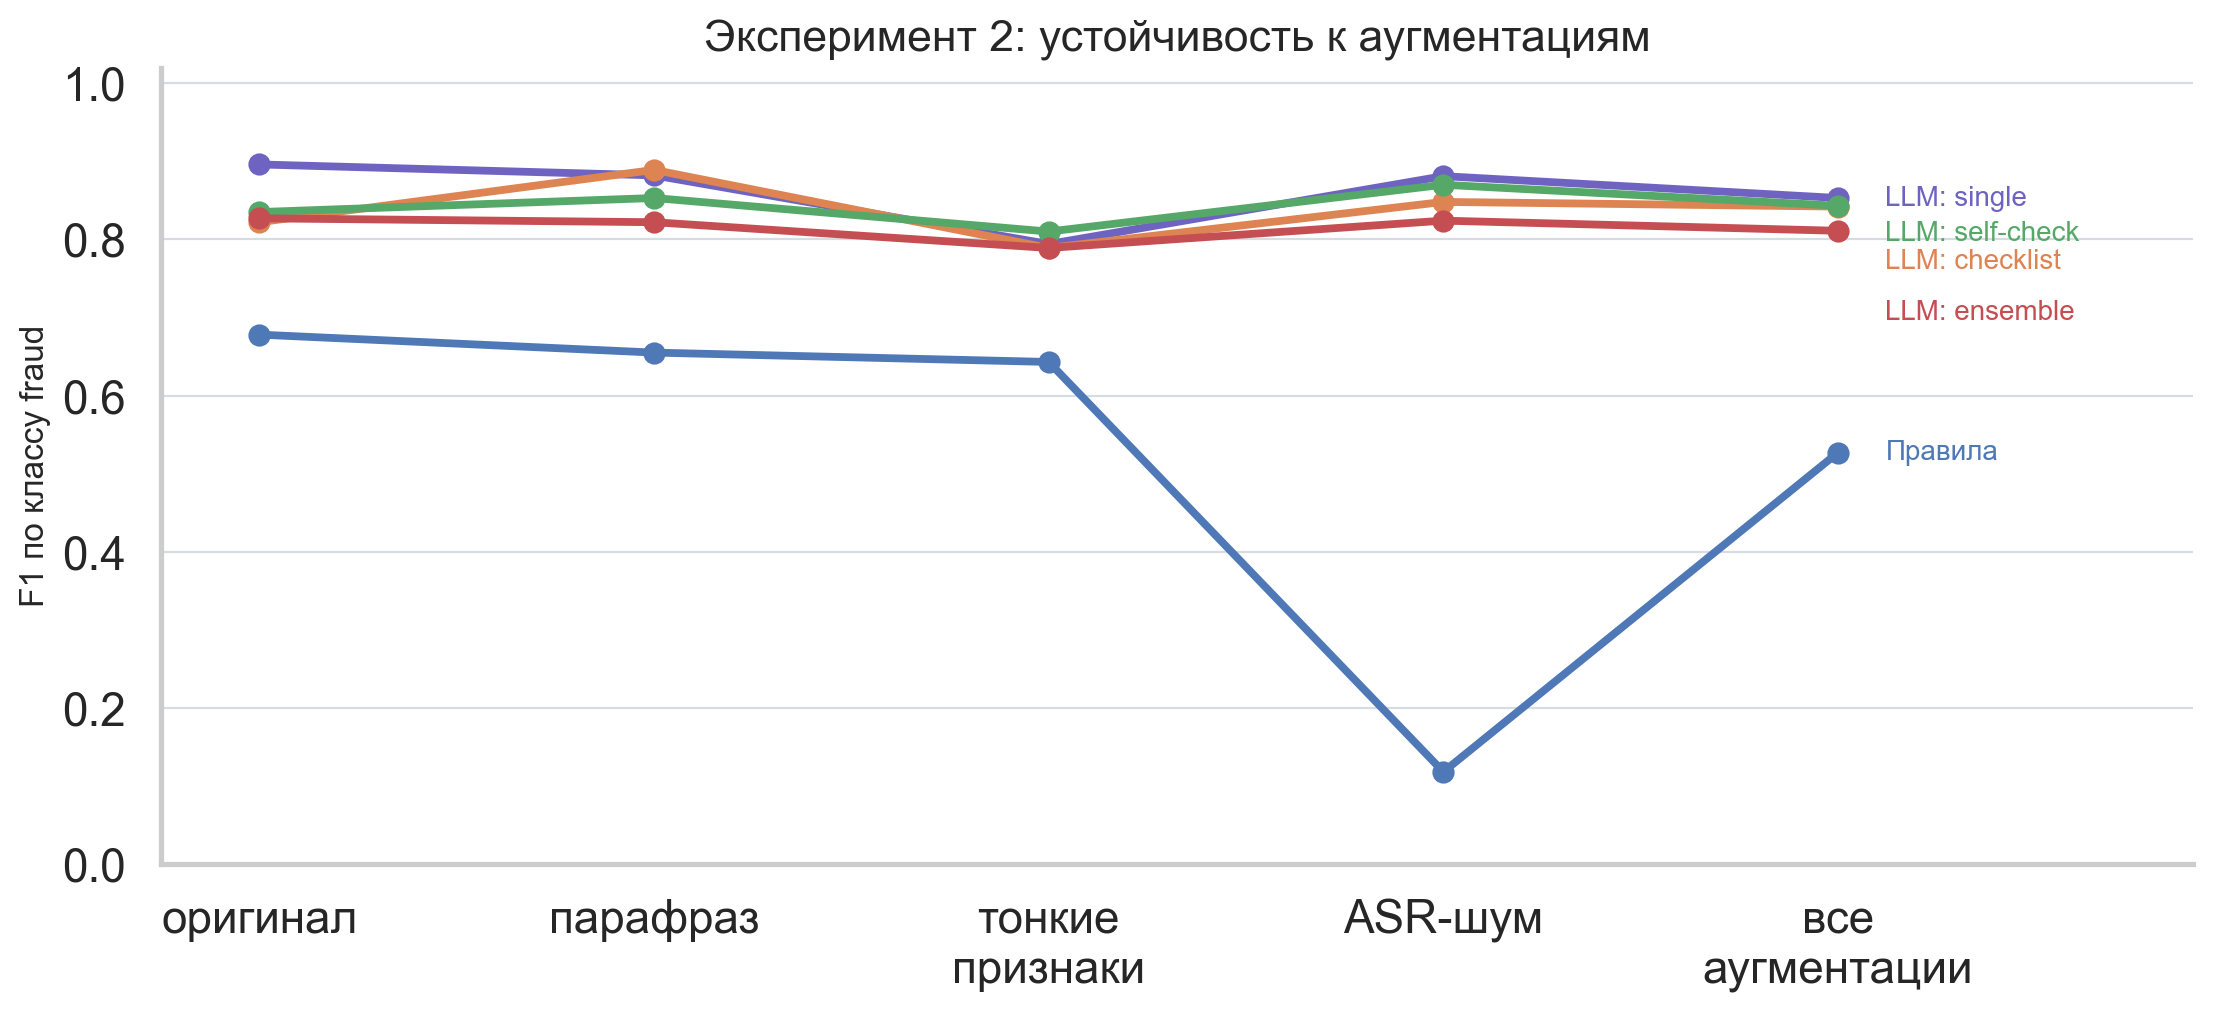 Эксперимент 2: устойчивость к аугментациям
F1 по классу fraud
1.0
0.8
0.6
0.4
0.2
0.0
LLM: single
LLM: self-check
LLM: checklist
LLM: ensemble
Правила
оригинал
парафраз
тонкие
признаки
ASR-шум
все
аугментации